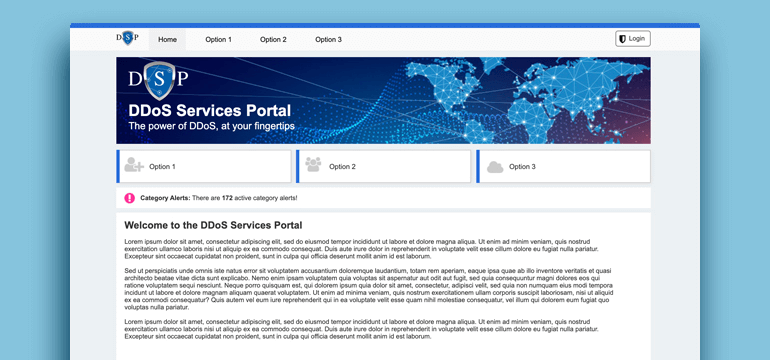 DSP
Home
Option 1
Option 2
Option 3
Login
DSP
DDoS Services Portal
The power of DDoS, at your fingertips
Option 1
Option 2
Option 3
Category Alerts: There are 172 active category alerts!
Welcome to the DDoS Services Portal
Lorem ipsum dolor sit amet, consectetur adipiscing elit, sed do eiusmod tempor incididunt ut labore et dolore magna aliqua. Ut enim ad minim veniam, quis nostrud
exercitation ullamco laboris nisi ut aliquip ex ea commodo consequat. Duis aute irure dolor in reprehenderit in voluptate velit esse cillum dolore eu fugiat nulla pariatur.
Excepteur sint occaecat cupidatat non proident, sunt in culpa qui officia deserunt mollit anim id est laborum.
Sed ut perspiciatis unde omnis iste natus error sit voluptatem accusantium doloremque laudantium, totam rem aperiam, eaque ipsa quae ab illo inventore veritatis et quasi
architecto beatae vitae dicta sunt explicabo. Nemo enim ipsam voluptatem quia voluptas sit aspernatur aut odit aut fugit, sed quia consequuntur magni dolores eos qui
ratione voluptatem sequi nesciunt. Neque porro quisquam est, qui dolorem ipsum quia dolor sit amet, consectetur, adipisci velit, sed quia non numquam eius modi tempora
incidunt ut labore et dolore magnam aliquam quaerat voluptatem. Ut enim ad minima veniam, quis nostrum exercitationem ullam corporis suscipit laboriosam, nisi ut aliquid
ex ea commodi consequatur? Quis autem vel eum iure reprehenderit qui in ea voluptate velit esse quam nihil molestiae consequatur, vel illum qui dolorem eum fugiat quo
voluptas nulla pariatur.
Lorem ipsum dolor sit amet, consectetur adipiscing elit, sed do eiusmod tempor incididunt ut labore et dolore magna aliqua. Ut enim ad minim veniam, quis nostrud
exercitation ullamco laboris nisi ut aliquip ex ea commodo consequat. Duis aute irure dolor in reprehenderit in voluptate velit esse cillum dolore eu fugiat nulla pariatur.
Excepteur sint occaecat cupidatat non proident, sunt in culpa qui officia deserunt mollit anim id est laborum.